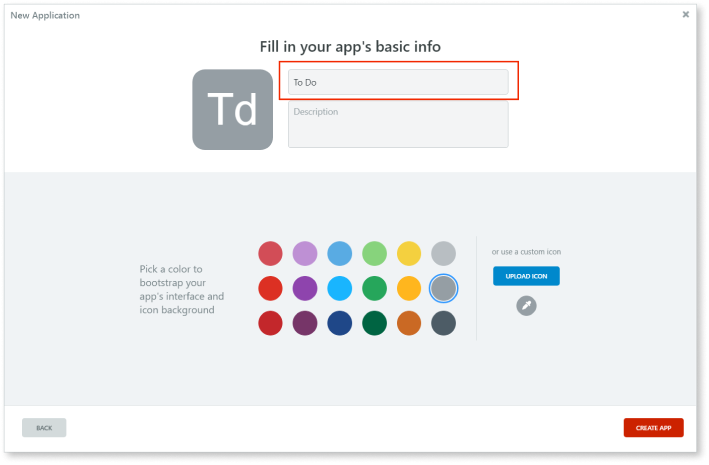 New Application
Fill in your app's basic info
Td
To Do
Description
Pick a color to
bootstrap your
app's interface and
icon background
or use a custom icon
UPLOAD ICON
BACK
CREATE APP